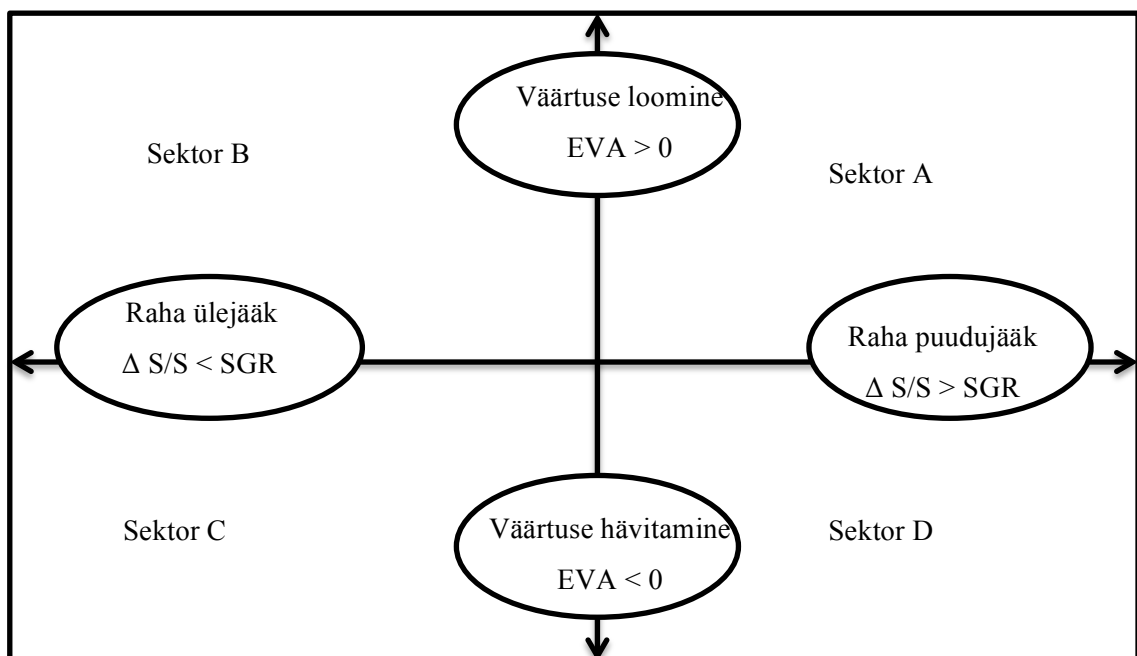 Väärtuse loomine
EVA > 0
Sektor B
Sektor A
Raha ülejääk
Δ S/S < SGR
Raha puudujääk
Δ S/S > SGR
Sektor C
Väärtuse hävitamine
EVA < 0
Sektor D